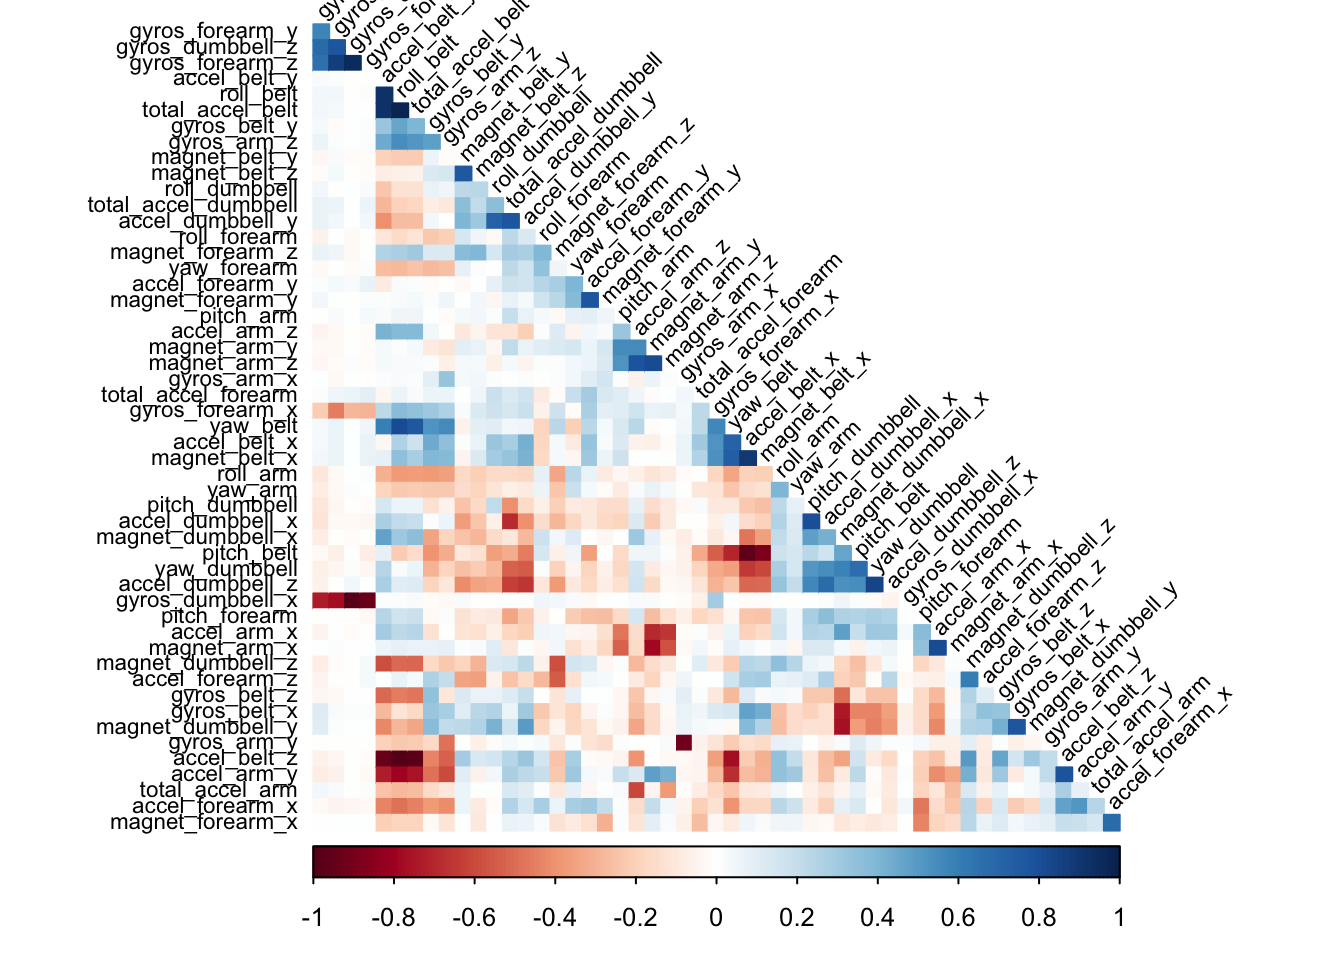 gyros_forearm_y
gyros_dumbbell_z
gyros_forearm_z
accel_belt_y
roll_belt
total_accel_belt
gyros_belt_y
gyros_arm_z
magnet_belt_y
magnet_belt_z
roll_dumbbell
total_accel_dumbbell
accel_dumbbell_y
roll_forearm
magnet_forearm_z
yaw_forearm
accel_forearm_y
magnet_forearm_y
pitch_arm
accel_arm_z
magnet_arm_y
magnet_arm_z
gyros_arm_x
total_accel_forearm
gyros_forearm_x
yaw_belt
accel_belt_x
magnet_belt_x
roll_arm
yaw_arm
pitch_dumbbell
accel_dumbbell_x
magnet_dumbbell_x
pitch_belt
yaw_dumbbell
accel_dumbbell_z
gyros_dumbbell_x
pitch_forearm
accel_arm_x
magnet_arm_x
magnet_dumbbell_z
accel_forearm_z
gyros_belt_z
gyros_belt_x
magnet_dumbbell_y
gyros_arm_y
accel_belt_z
accel_arm_y
total_accel_arm
accel_forearm_x
magnet_forearm_x
roll_belt
total_accel_belt
gyros_belt_y
gyros_arm_z
magnet_belt_y
magnet_belt_z
roll_dumbbell
total_accel_dumbbell
accel_dumbbell_y
roll_forearm
magnet_forearm_z
yaw_forearm
accel_forearm_y
magnet_forearm_y
pitch_arm
accel_arm_z
magnet_arm_y
magnet_arm_z
gyros_arm_x
total_accel_forearm
gyros_forearm_x
yaw_belt
accel_belt_x
magnet_belt_x
roll_arm
yaw_arm
pitch_dumbbell
accel_dumbbell_x
magnet_dumbbell_x
pitch_belt
yaw_dumbbell
accel_dumbbell_z
gyros_dumbbell_x
pitch_forearm
accel_arm_x
magnet_arm_x
magnet_dumbbell_z
accel_forearm_z
gyros_belt_z
gyros_belt_x
magnet_dumbbell_y
gyros_arm_y
accel_belt_z
accel_arm_y
total_accel_arm
accel_forearm_x
-1 -0.8 -0.6 -0.4 -0.2 0 0.2 0.4 0.6 0.8 1